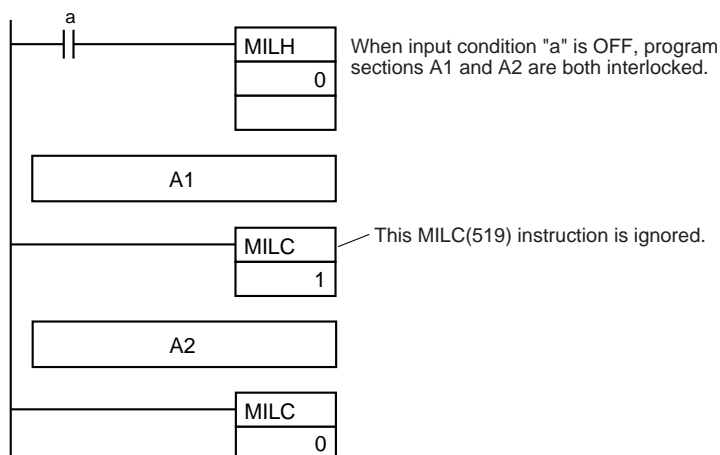 a
MILH
0
When input condition "a" is OFF, program
sections A1 and A2 are both interlocked.
A1
MILC
1
This MILC(519) instruction is ignored.
A2
MILC
0